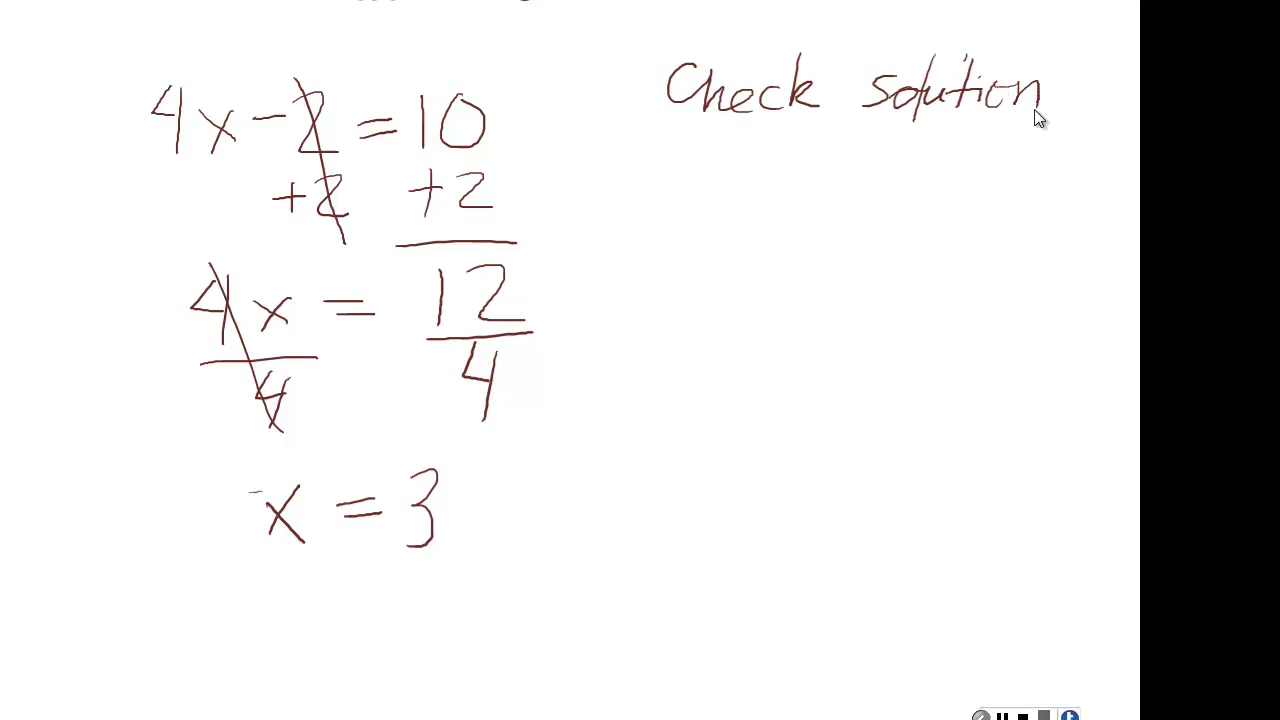 4x - 2 = 10
+2 +2
4x = 12
4 4
x = 3
Check solution